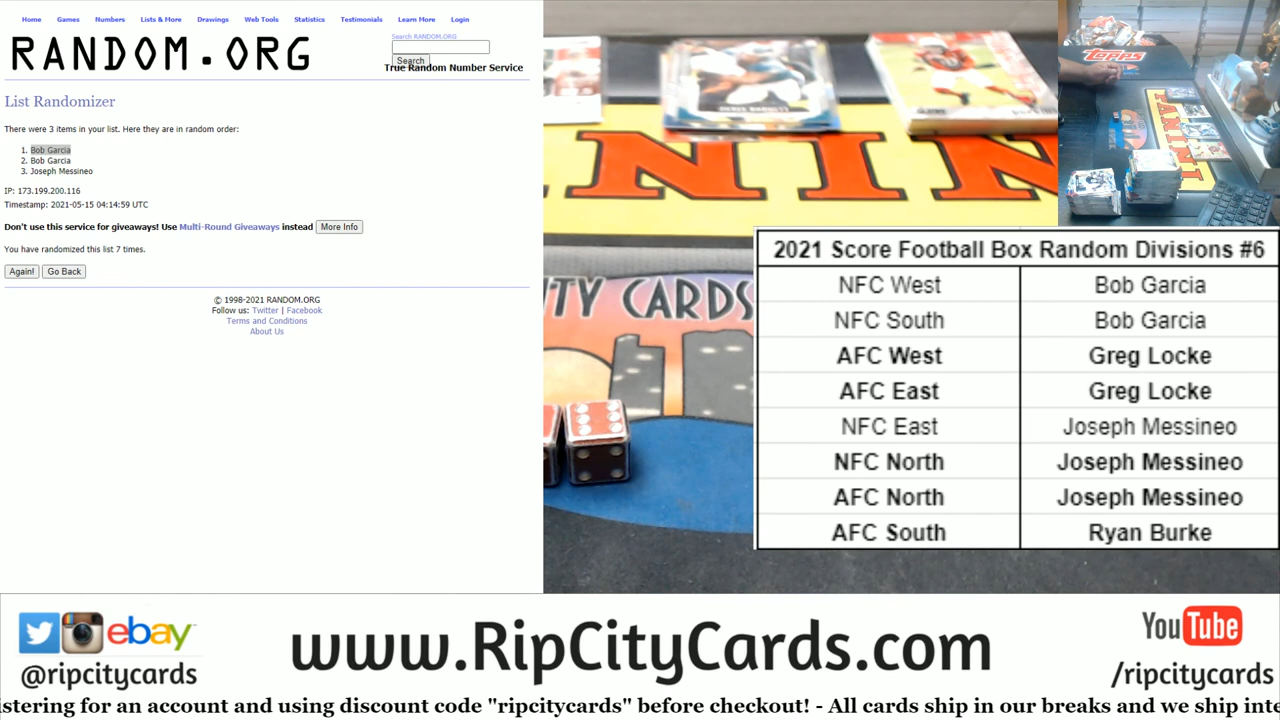 Home Games Numbers Lists & More Drawings Web Tools Statistics Testimonials Learn More Login
RANDOM.ORG
Search RANDOM.ORG
Search
True Random Number Service
List Randomizer
There were 3 items in your list. Here they are in random order:
1. Bob Garcia
2. Bob Garcia
3. Joseph Messineo
IP: 173.199.200.116
Timestamp: 2021-05-15 04:14:59 UTC
Don't use this service for giveaways! Use Multi-Round Giveaways instead More Info
You have randomized this list 7 times.
Again! Go Back
© 1998-2021 RANDOM.ORG
Follow us: Twitter | Facebook
Terms and Conditions
About Us
topps
PANINI
NINI
ITY CARDS
2021 Score Football Box Random Divisions #6
NFC West Bob Garcia
NFC South Bob Garcia
AFC West Greg Locke
AFC East Greg Locke
NFC East Joseph Messineo
NFC North Joseph Messineo
AFC North Joseph Messineo
AFC South Ryan Burke
ebay
@ripcitycards
www.RipCityCards.com
YouTube
/ripcitycards
istering for an account and using discount code "ripcitycards" before checkout! - All cards ship in our breaks and we ship inte